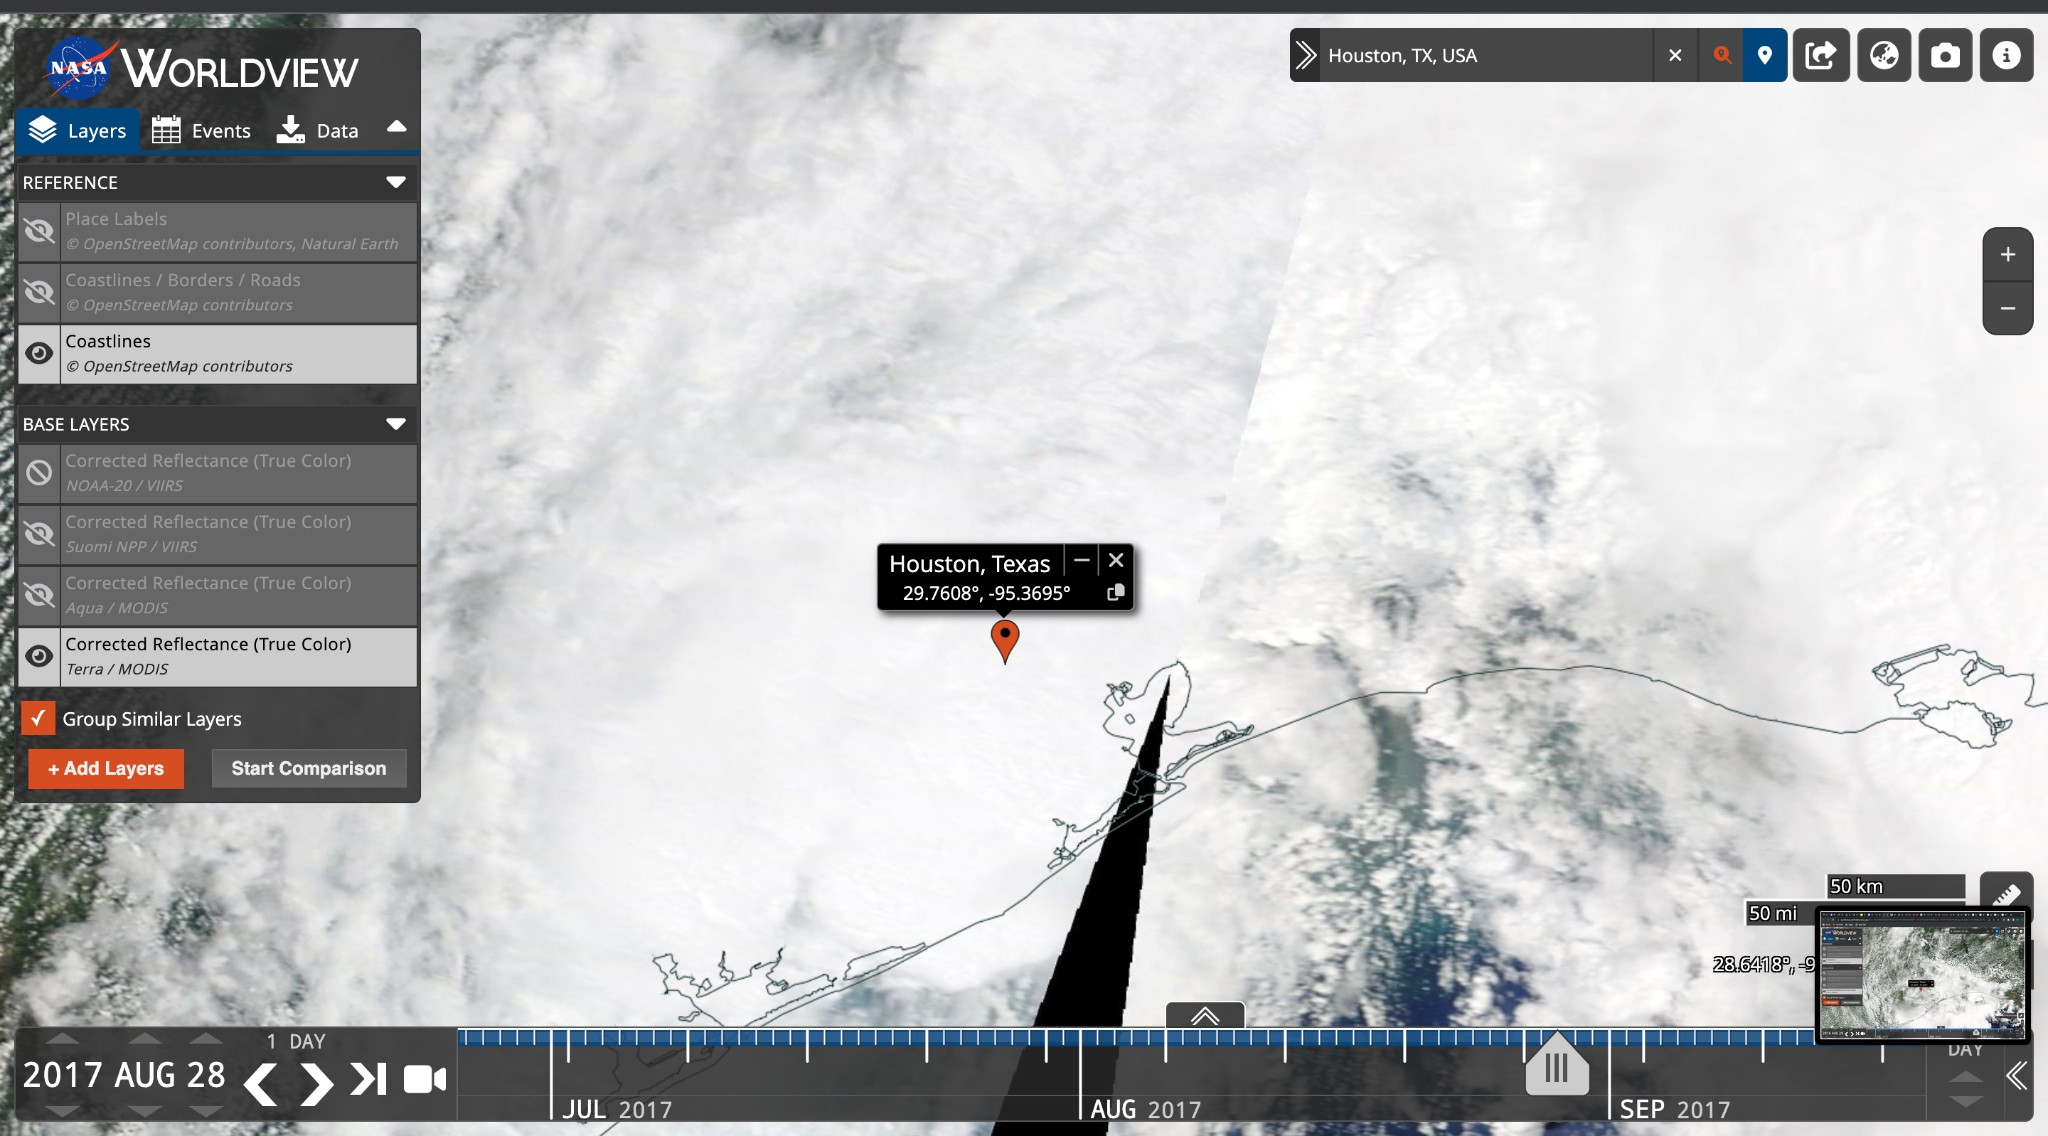 NASA WORLDVIEW
Houston, TX, USA
Layers
Events
Data
REFERENCE
Place Labels
© OpenStreetMap contributors, Natural Earth
Coastlines / Borders / Roads
© OpenStreetMap contributors
Coastlines
© OpenStreetMap contributors
BASE LAYERS
Corrected Reflectance (True Color)
NOAA-20 / VIIRS
Corrected Reflectance (True Color)
Suomi NPP / VIIRS
Corrected Reflectance (True Color)
Aqua / MODIS
Corrected Reflectance (True Color)
Terra / MODIS
Group Similar Layers
+ Add Layers
Start Comparison
Houston, Texas
29.7608°, -95.3695°
50 km
50 mi
28.6418°, -9
1 DAY
2017 AUG 28
JUL 2017
AUG 2017
SEP 2017
DAY